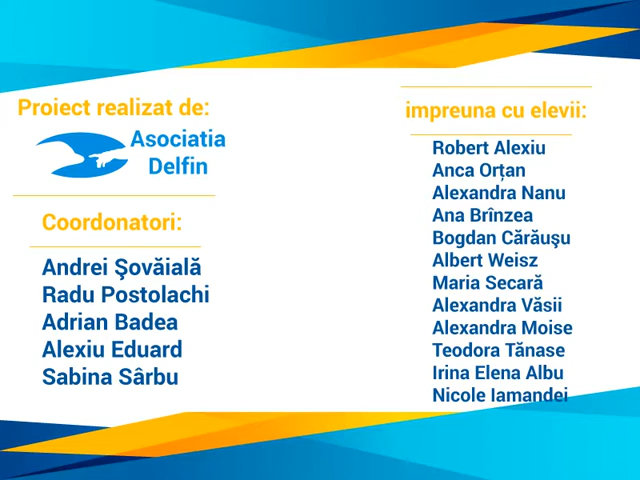 Proiect realizat de:
Asociatia
Delfin
Coordonatori:
Andrei Şovăială
Radu Postolachi
Adrian Badea
Alexiu Eduard
Sabina Sârbu
impreuna cu elevii:
Robert Alexiu
Anca Orțan
Alexandra Nanu
Ana Brînzea
Bogdan Cărăuşu
Albert Weisz
Maria Secară
Alexandra Văsii
Alexandra Moise
Teodora Tănase
Irina Elena Albu
Nicole Iamandei